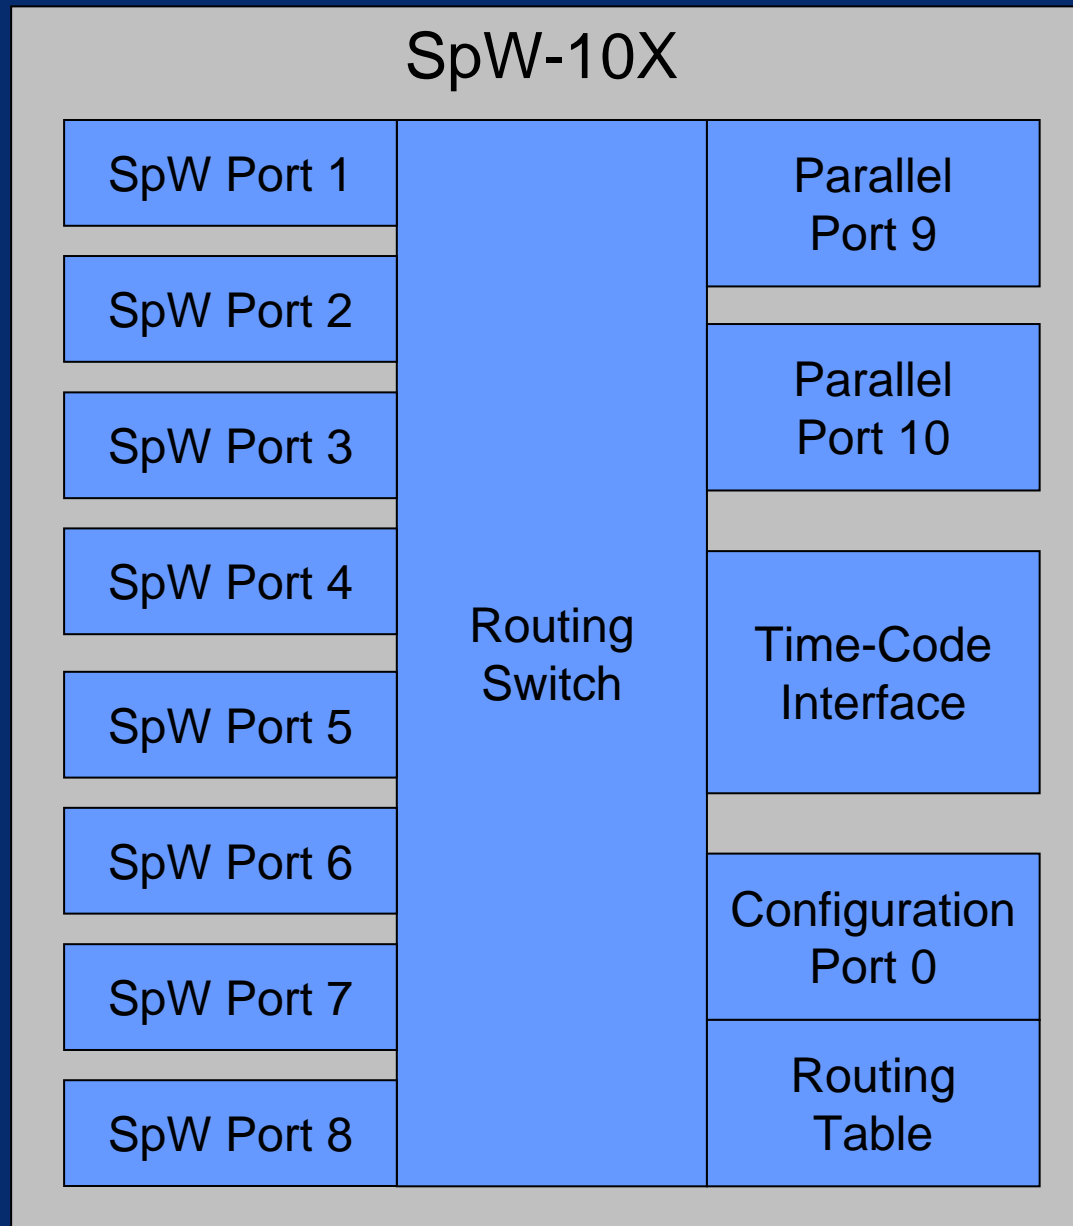 SpW-10X
SpW Port 1
SpW Port 2
SpW Port 3
SpW Port 4
SpW Port 5
SpW Port 6
SpW Port 7
SpW Port 8
Routing
Switch
Parallel
Port 9
Parallel
Port 10
Time-Code
Interface
Configuration
Port 0
Routing
Table